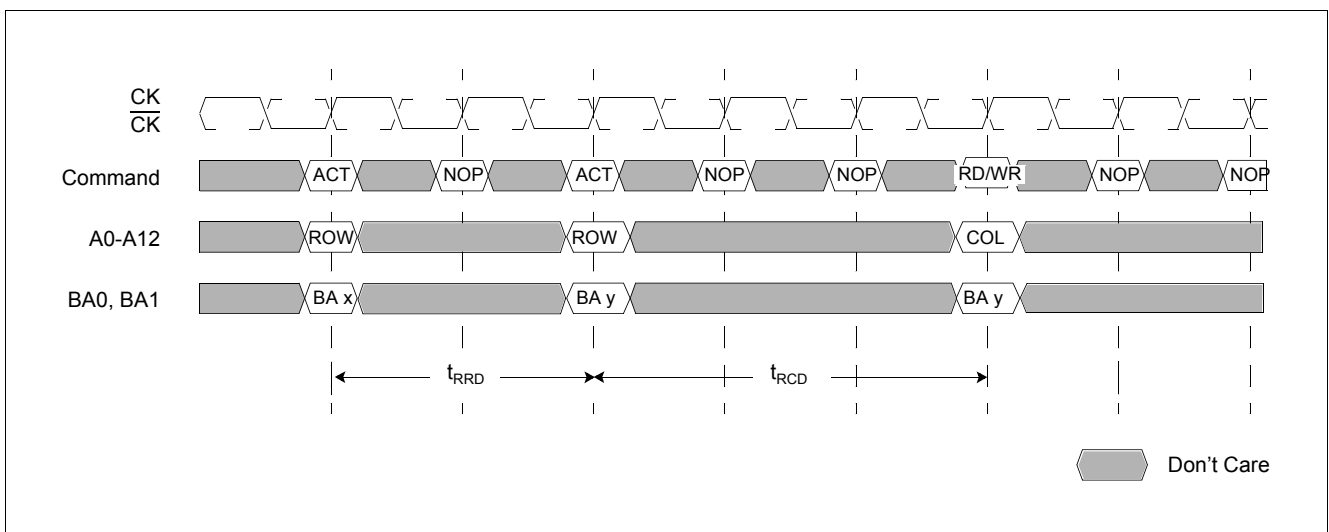 CK
CK
Command ACT NOP ACT NOP NOP RD/WR NOP NOP
A0-A12 ROW ROW COL
BA0, BA1 BA x BA y BA y
tRRD tRCD
Don't Care